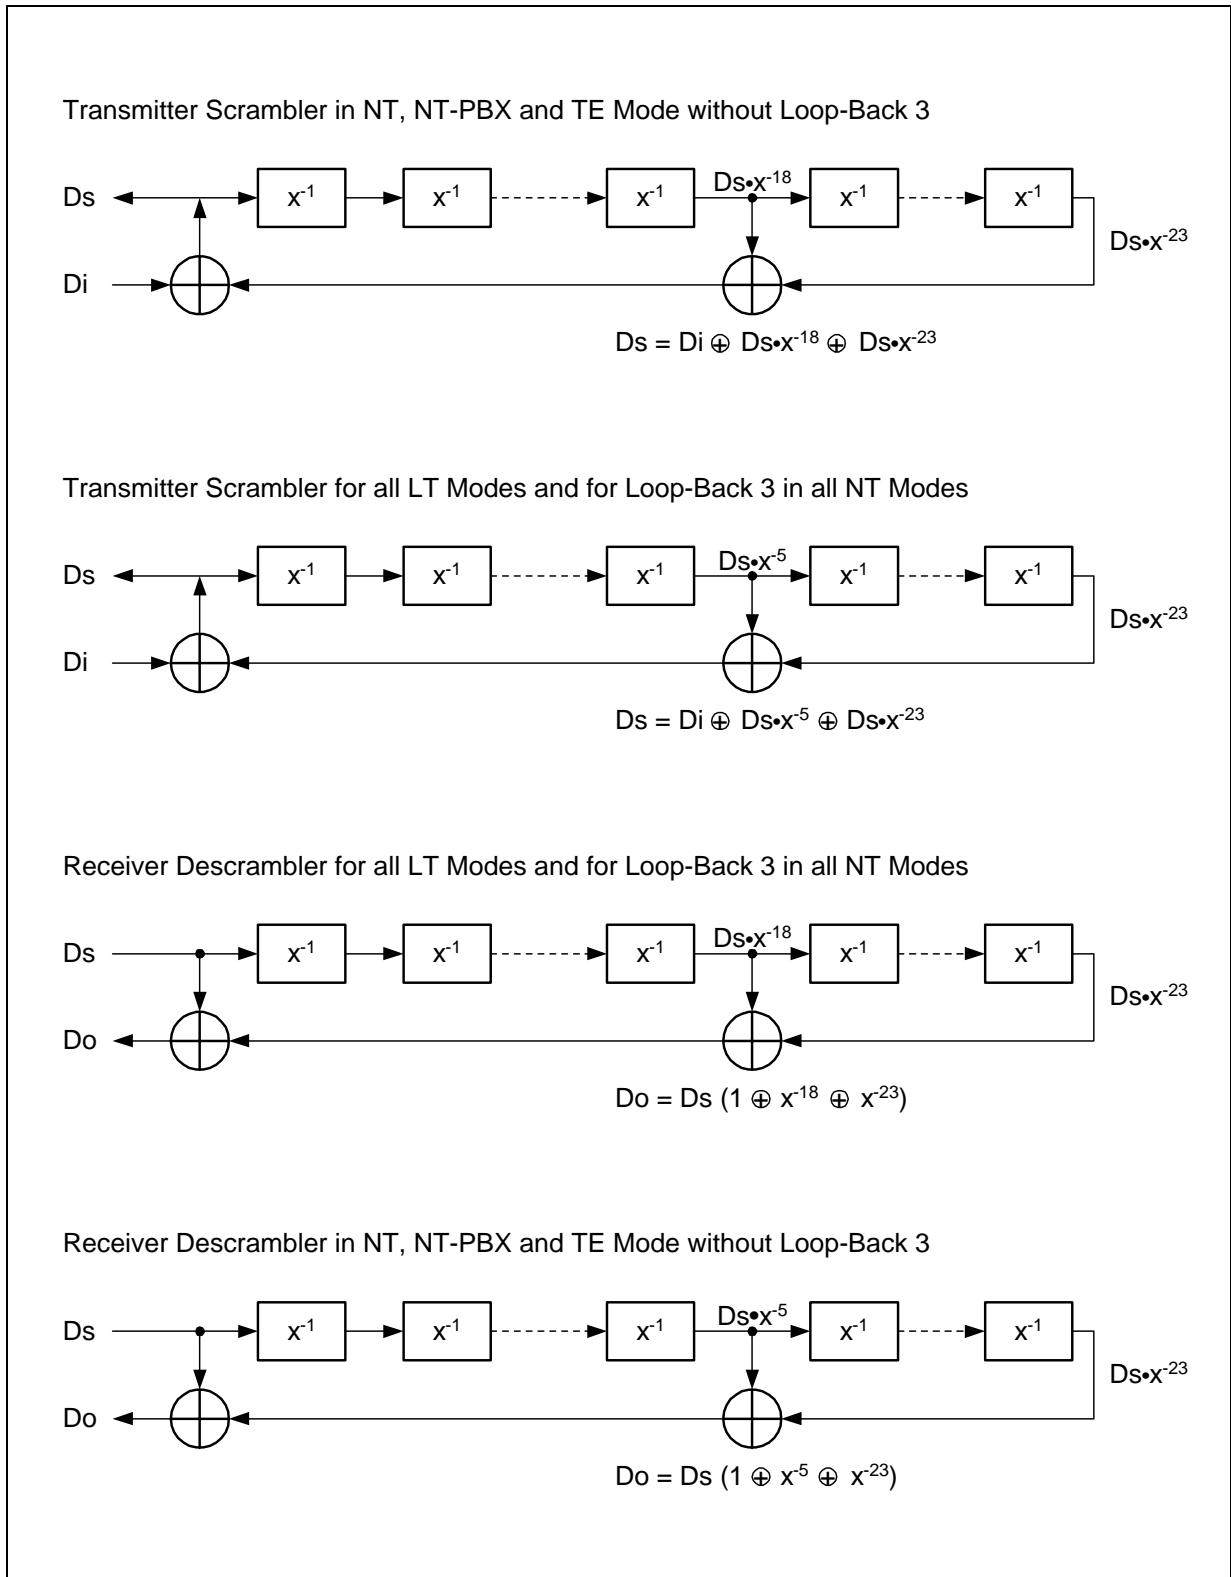 Transmitter Scrambler in NT, NT-PBX and TE Mode without Loop-Back 3
Ds x⁻¹ x⁻¹ x⁻¹ Ds•x⁻¹⁸ x⁻¹ x⁻¹
Ds•x⁻²³
Di
Ds = Di ⊕ Ds•x⁻¹⁸ ⊕ Ds•x⁻²³
Transmitter Scrambler for all LT Modes and for Loop-Back 3 in all NT Modes
Ds x⁻¹ x⁻¹ x⁻¹ Ds•x⁻⁵ x⁻¹ x⁻¹
Ds•x⁻²³
Di
Ds = Di ⊕ Ds•x⁻⁵ ⊕ Ds•x⁻²³
Receiver Descrambler for all LT Modes and for Loop-Back 3 in all NT Modes
Ds x⁻¹ x⁻¹ x⁻¹ Ds•x⁻¹⁸ x⁻¹ x⁻¹
Ds•x⁻²³
Do
Do = Ds (1 ⊕ x⁻¹⁸ ⊕ x⁻²³)
Receiver Descrambler in NT, NT-PBX and TE Mode without Loop-Back 3
Ds x⁻¹ x⁻¹ x⁻¹ Ds•x⁻⁵ x⁻¹ x⁻¹
Ds•x⁻²³
Do
Do = Ds (1 ⊕ x⁻⁵ ⊕ x⁻²³)